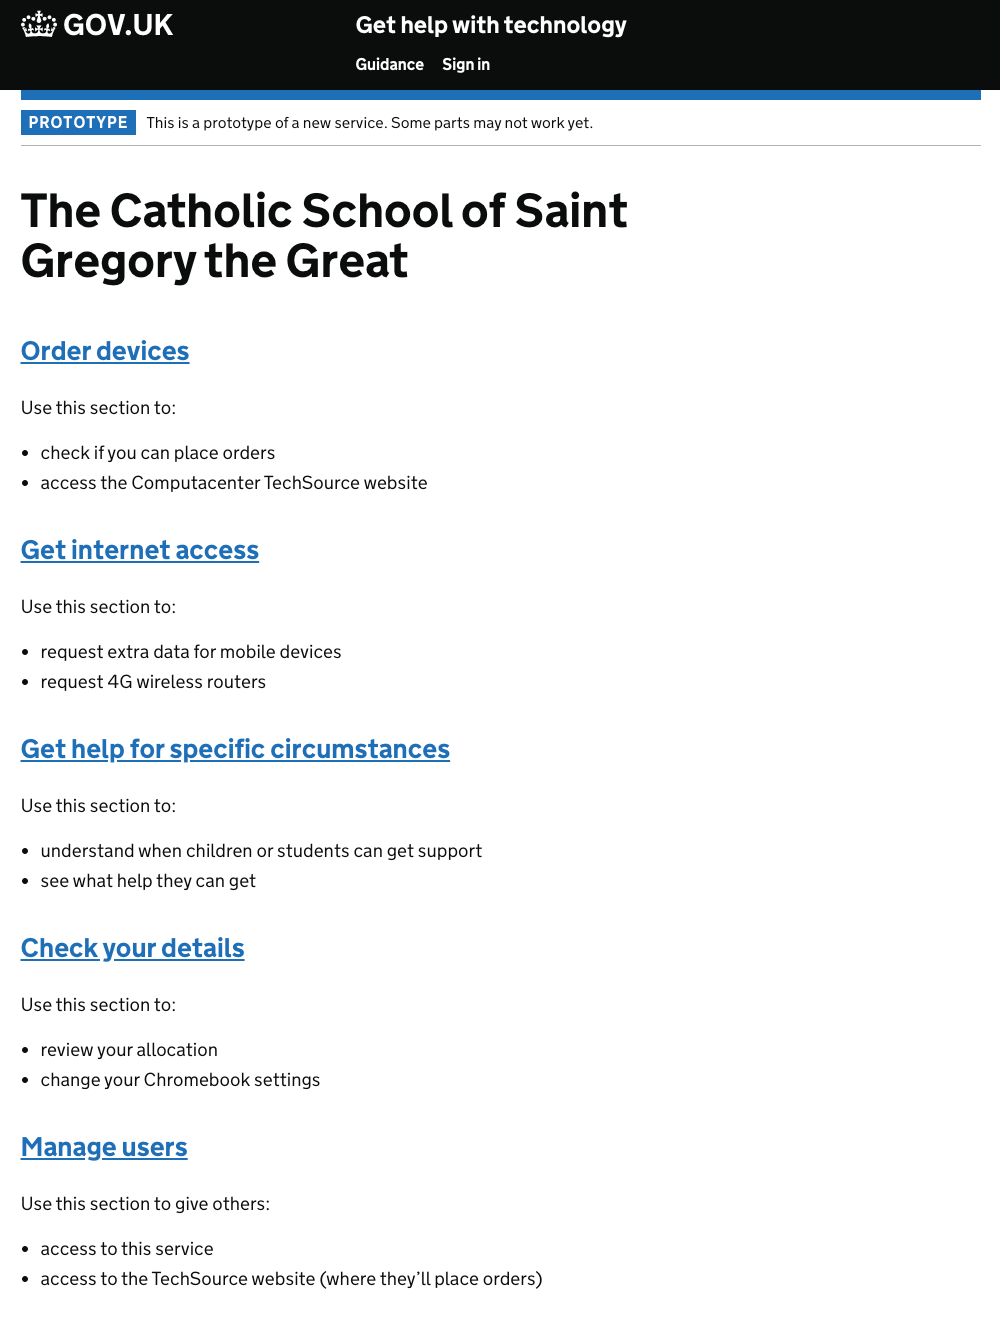 GOV.UK
Get help with technology
Guidance Sign in
PROTOTYPE This is a prototype of a new service. Some parts may not work yet.
The Catholic School of Saint
Gregory the Great
Order devices
Use this section to:
• check if you can place orders
• access the Computacenter TechSource website
Get internet access
Use this section to:
• request extra data for mobile devices
• request 4G wireless routers
Get help for specific circumstances
Use this section to:
• understand when children or students can get support
• see what help they can get
Check your details
Use this section to:
• review your allocation
• change your Chromebook settings
Manage users
Use this section to give others:
• access to this service
• access to the TechSource website (where they’ll place orders)